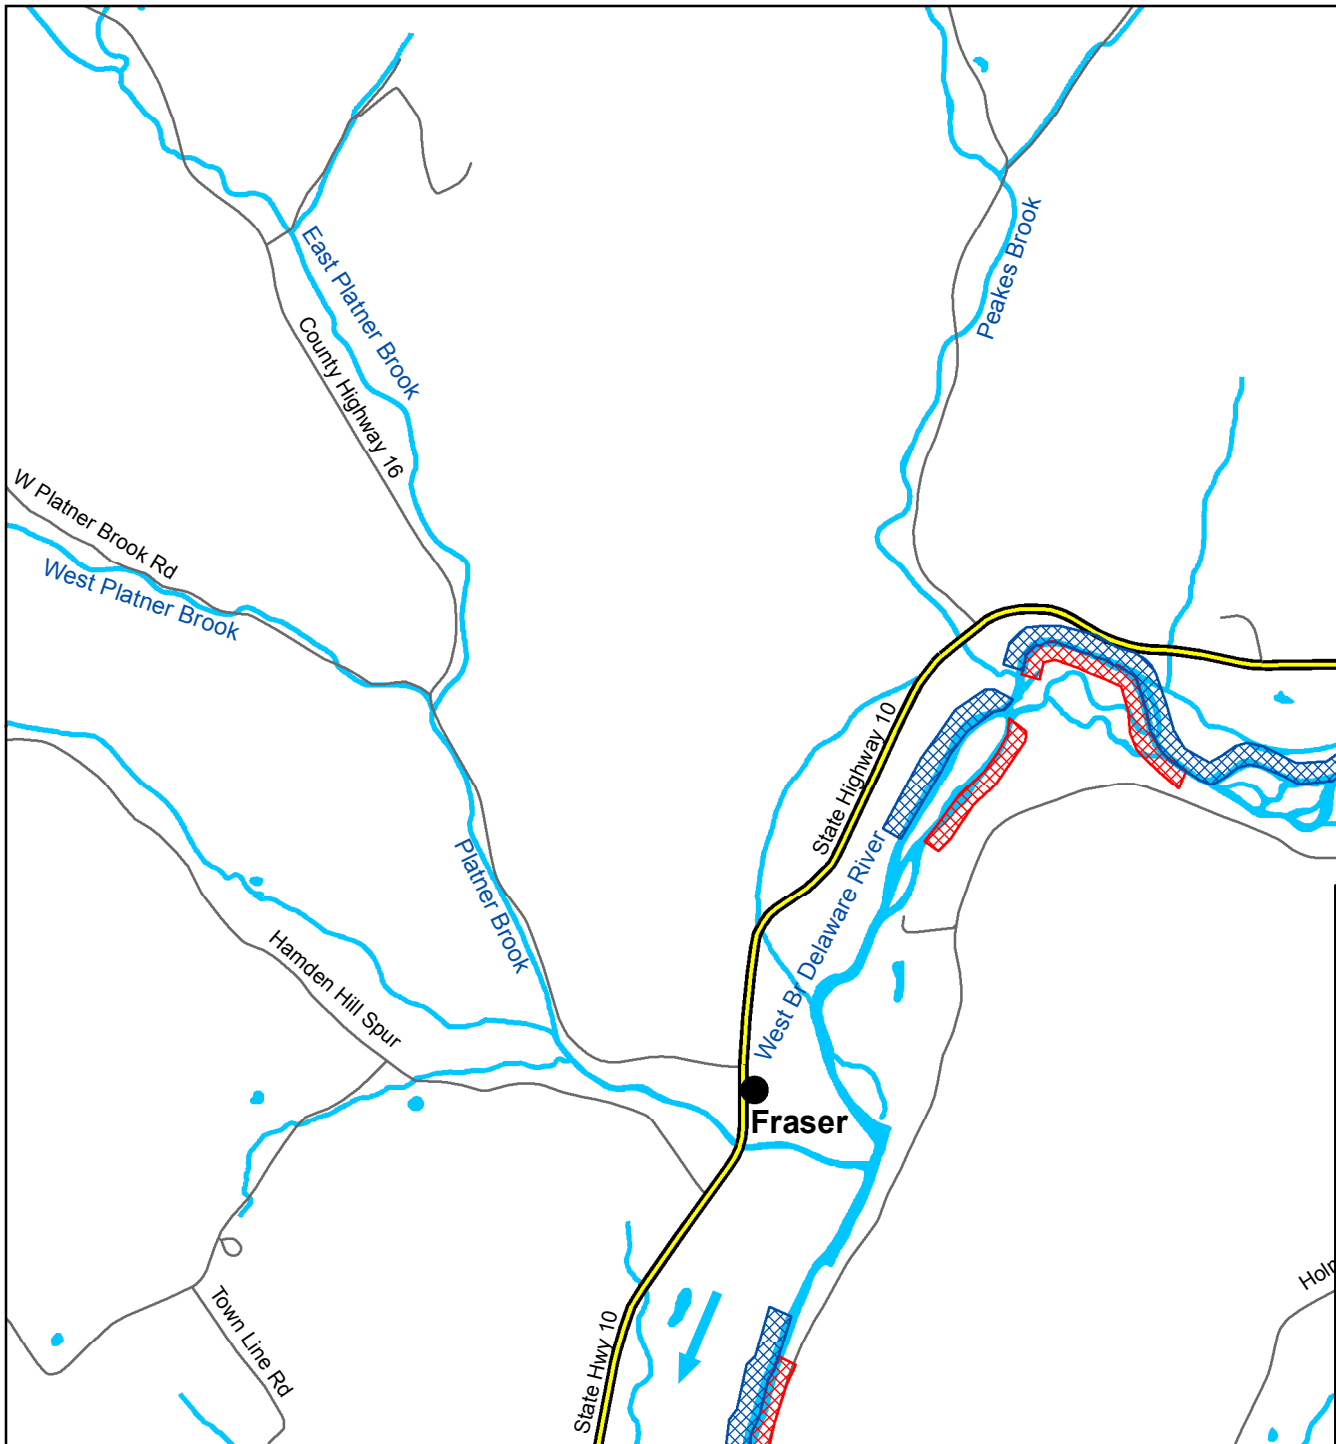 Peakes Brook
East Platner Brook
County Highway 16
W Platner Brook Rd
West Platner Brook
State Highway 10
Platner Brook
West Br Delaware River
Hamden Hill Spur
Fraser
Town Line Rd
State Hwy 10